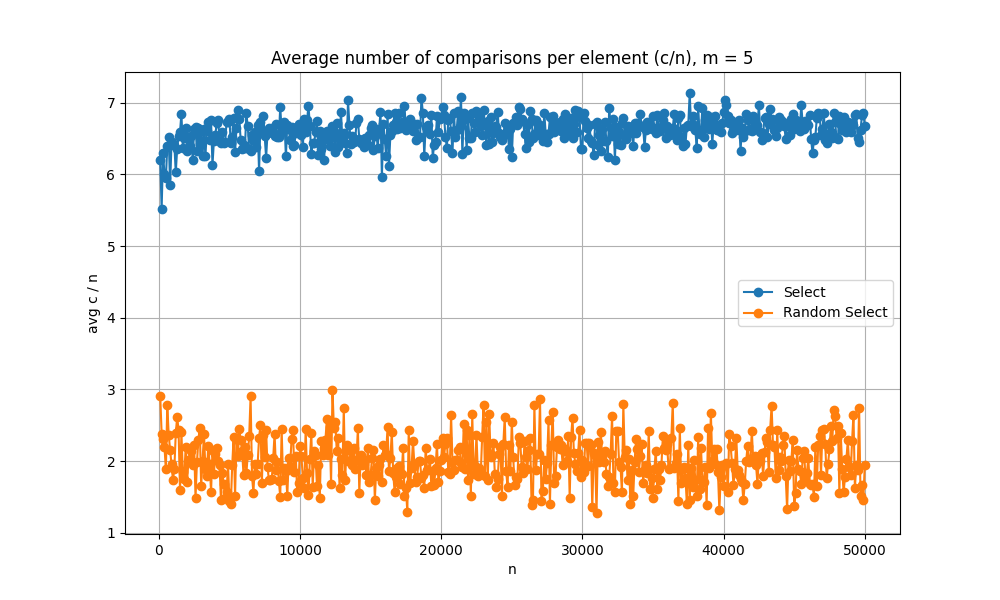 Average number of comparisons per element (c/n), m = 5
avg c / n
7
6
5
4
3
2
1
Select
Random Select
0 10000 20000 30000 40000 50000
n